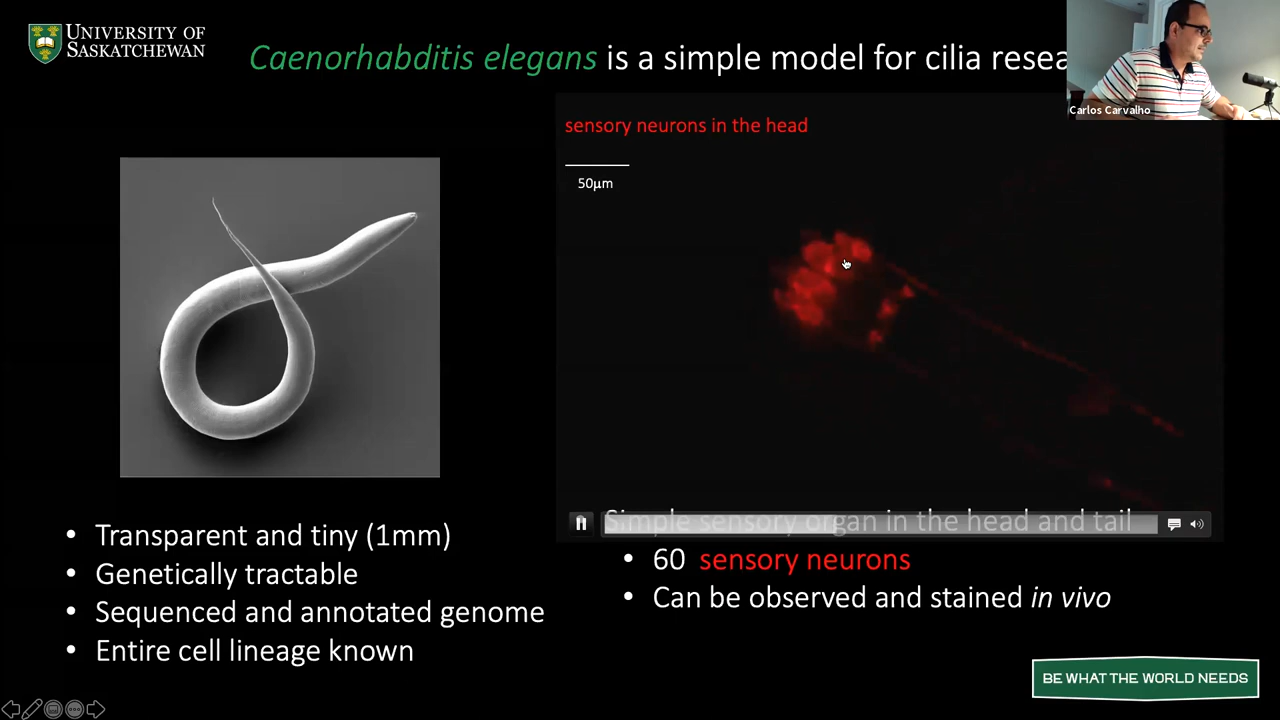 UNIVERSITY OF
SASKATCHEWAN
Caenorhabditis elegans is a simple model for cilia
Carlos Carvalho
sensory neurons in the head
50µm
• Transparent and tiny (1mm)
• Genetically tractable
• Sequenced and annotated genome
• Entire cell lineage known
Simple sensory organ in the head and tail
• 60 sensory neurons
• Can be observed and stained in vivo
BE WHAT THE WORLD NEEDS